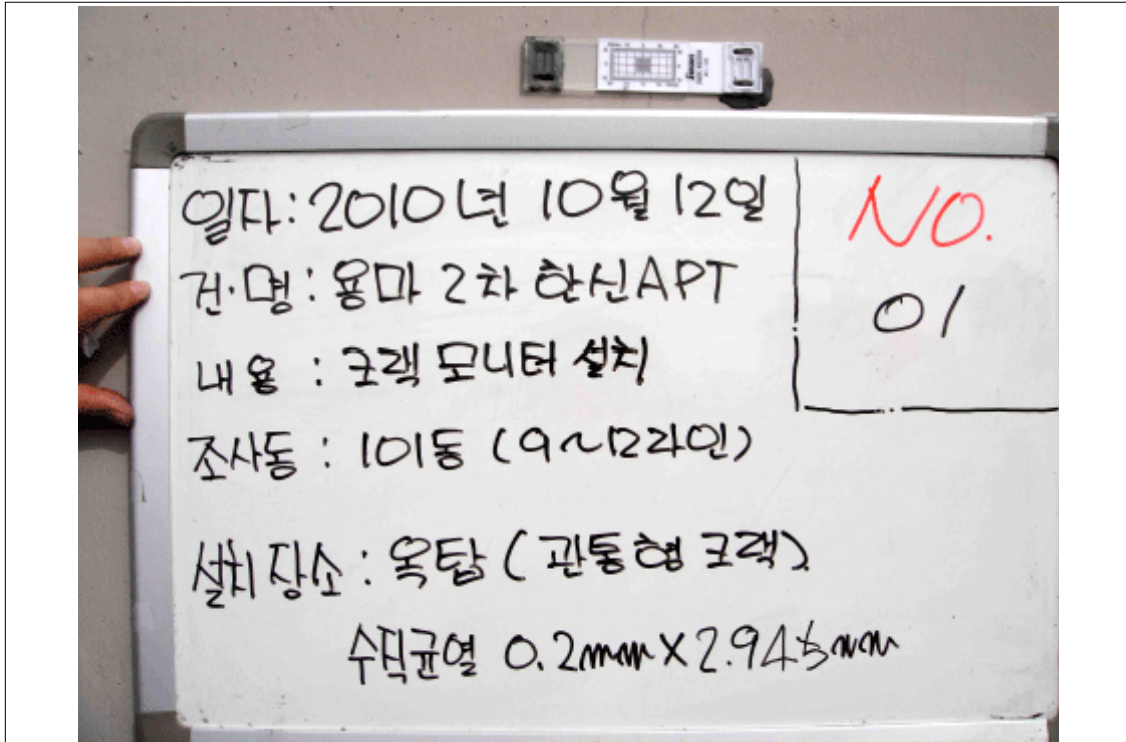 일자: 2010년 10월 12일
건·명: 용마 2차 한신APT
내용 : 크랙 모니터 설치
조사동 : 101동 (9~12라인)
설치장소 : 옥탑 (관통형 크랙)
수직균열 0.2mm X 2.945mm
NO.
01